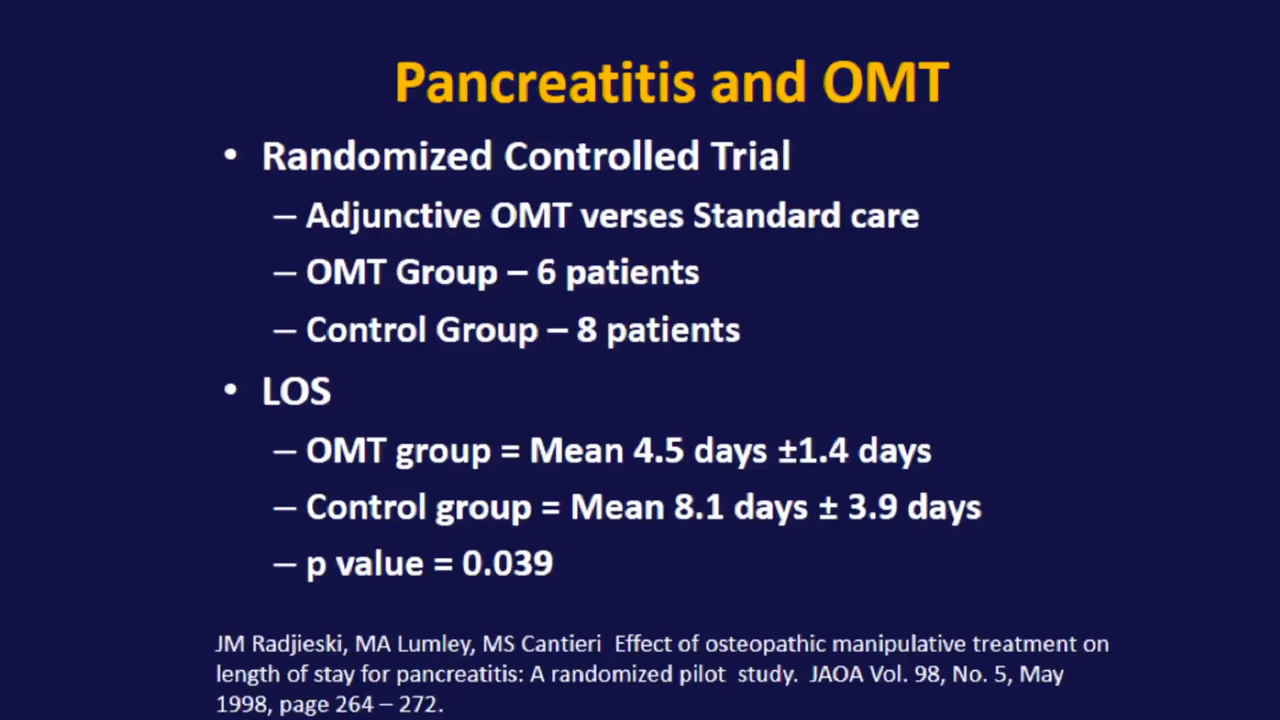 Pancreatitis and OMT
• Randomized Controlled Trial
– Adjunctive OMT verses Standard care
– OMT Group – 6 patients
– Control Group – 8 patients
• LOS
– OMT group = Mean 4.5 days ±1.4 days
– Control group = Mean 8.1 days ± 3.9 days
– p value = 0.039
JM Radjieski, MA Lumley, MS Cantieri Effect of osteopathic manipulative treatment on
length of stay for pancreatitis: A randomized pilot study. JAOA Vol. 98, No. 5, May
1998, page 264 – 272.